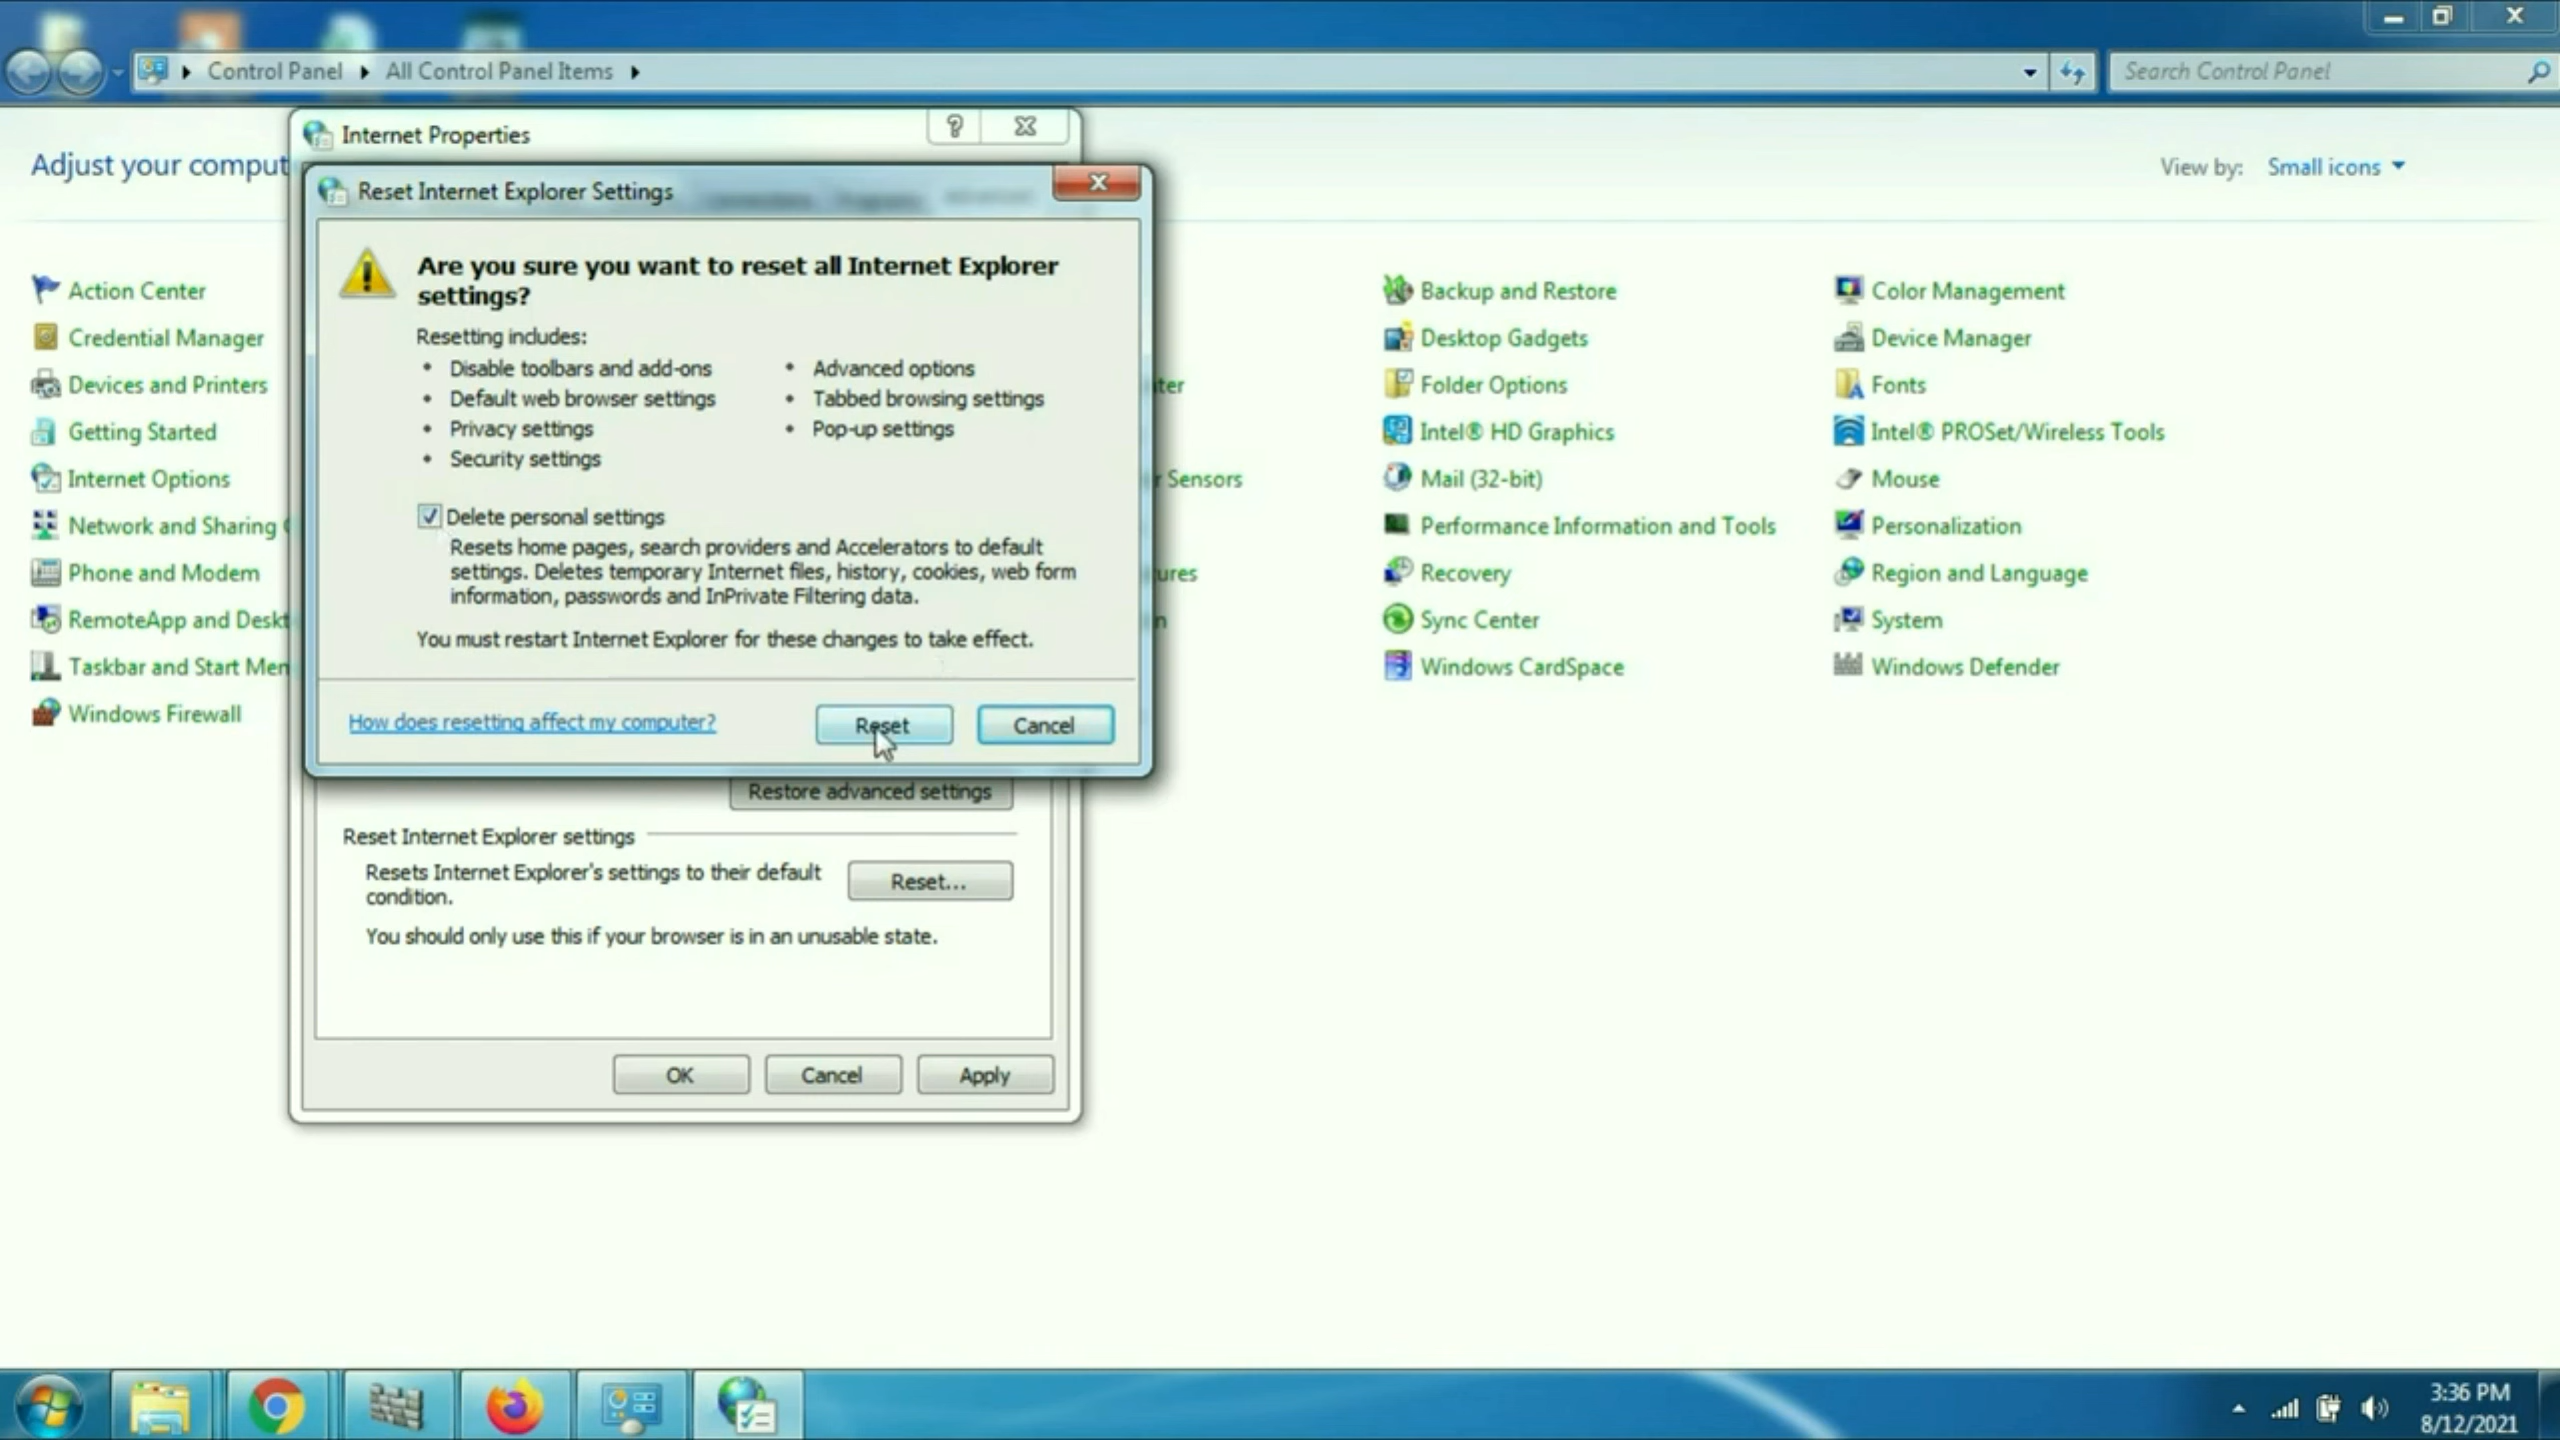 Control Panel
All Control Panel Items
Search Control Panel
Internet Properties
Adjust your comput
View by:
Small icons
Reset Internet Explorer Settings
Are you sure you want to reset all Internet Explorer
settings?
Resetting includes:
• Disable toolbars and add-ons
• Default web browser settings
• Privacy settings
• Security settings
• Advanced options
• Tabbed browsing settings
• Pop-up settings
Delete personal settings
Resets home pages, search providers and Accelerators to default
settings. Deletes temporary Internet files, history, cookies, web form
information, passwords and InPrivate Filtering data.
You must restart Internet Explorer for these changes to take effect.
How does resetting affect my computer?
Reset
Cancel
Restore advanced settings
Reset Internet Explorer settings
Resets Internet Explorer's settings to their default
condition.
Reset...
You should only use this if your browser is in an unusable state.
OK
Cancel
Apply
Action Center
Credential Manager
Devices and Printers
Getting Started
Internet Options
Network and Sharing
Phone and Modem
RemoteApp and Deskt
Taskbar and Start Men
Windows Firewall
ter
r Sensors
ures
n
Backup and Restore
Desktop Gadgets
Folder Options
Intel® HD Graphics
Mail (32-bit)
Performance Information and Tools
Recovery
Sync Center
Windows CardSpace
Color Management
Device Manager
Fonts
Intel® PROSet/Wireless Tools
Mouse
Personalization
Region and Language
System
Windows Defender
3:36 PM
8/12/2021